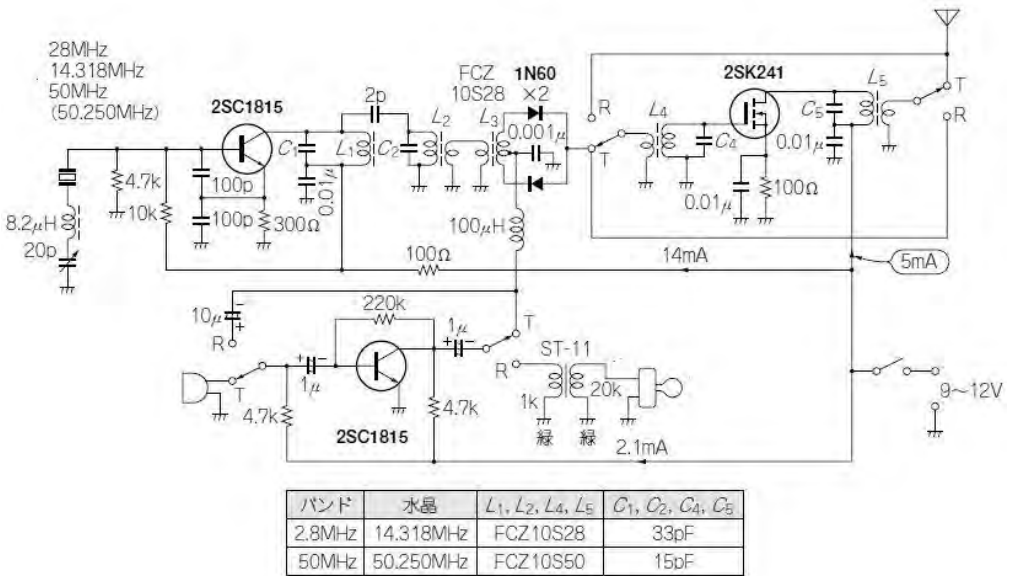 28MHz
14.318MHz
50MHz
(50.250MHz)
2SC1815
2p
FCZ
10S28
1N60
×2
2SK241
L5
T
R
R
T
L4
C4
C5
0.01μ
0.01μ
100Ω
L1
C1
C2
L2
L3
0.001μ
0.01μ
100p
100p
300Ω
4.7k
10k
8.2μH
20p
100μH
100Ω
14mA
5mA
220k
10μ
R
T
1μ
1μ
T
R
ST-11
1k
20k
緑
緑
4.7k
4.7k
2SC1815
2.1mA
9～12V
バンド 水晶 L1, L2, L4, L5 C1, C2, C4, C5
2.8MHz 14.318MHz FCZ10S28 33pF
50MHz 50.250MHz FCZ10S50 15pF